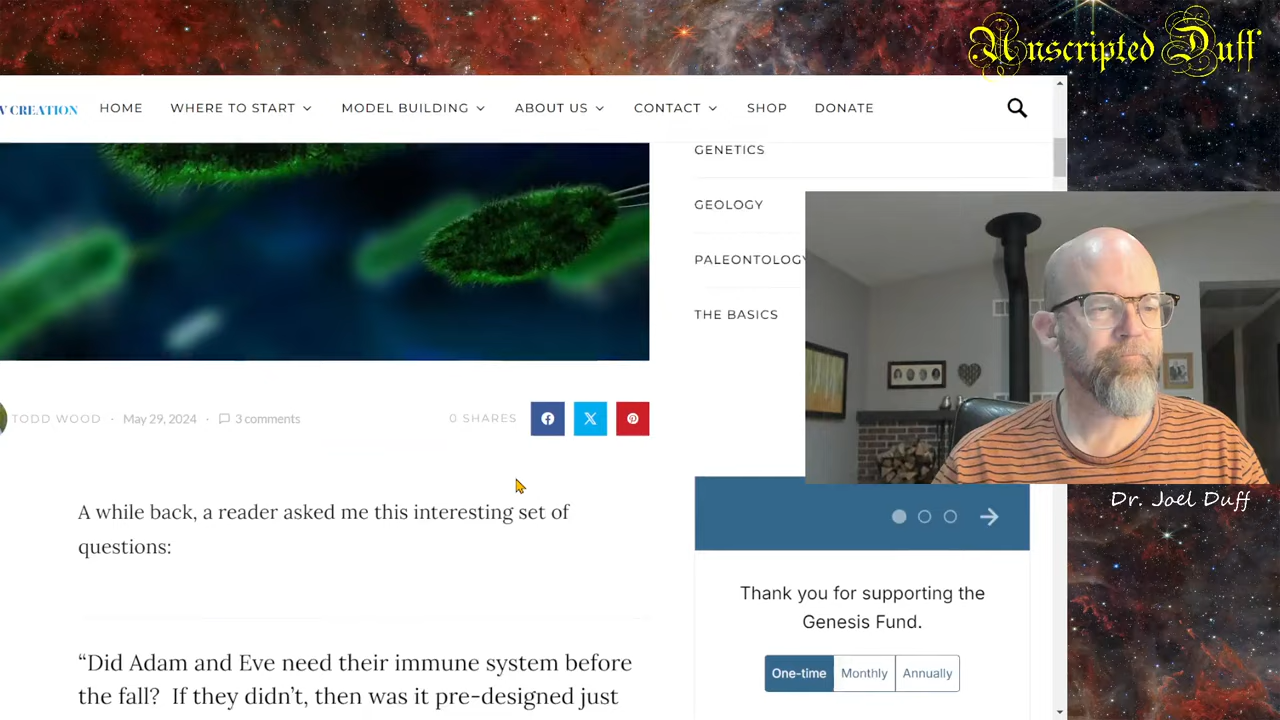 Unscripted Duff
W CREATION
HOME
WHERE TO START
MODEL BUILDING
ABOUT US
CONTACT
SHOP
DONATE
GENETICS
GEOLOGY
PALEONTOLOGY
THE BASICS
TODD WOOD · May 29, 2024 · 3 comments
0 SHARES
Dr. Joel Duff
A while back, a reader asked me this interesting set of
questions:
Thank you for supporting the
Genesis Fund.
One-time
Monthly
Annually
“Did Adam and Eve need their immune system before
the fall? If they didn’t, then was it pre-designed just